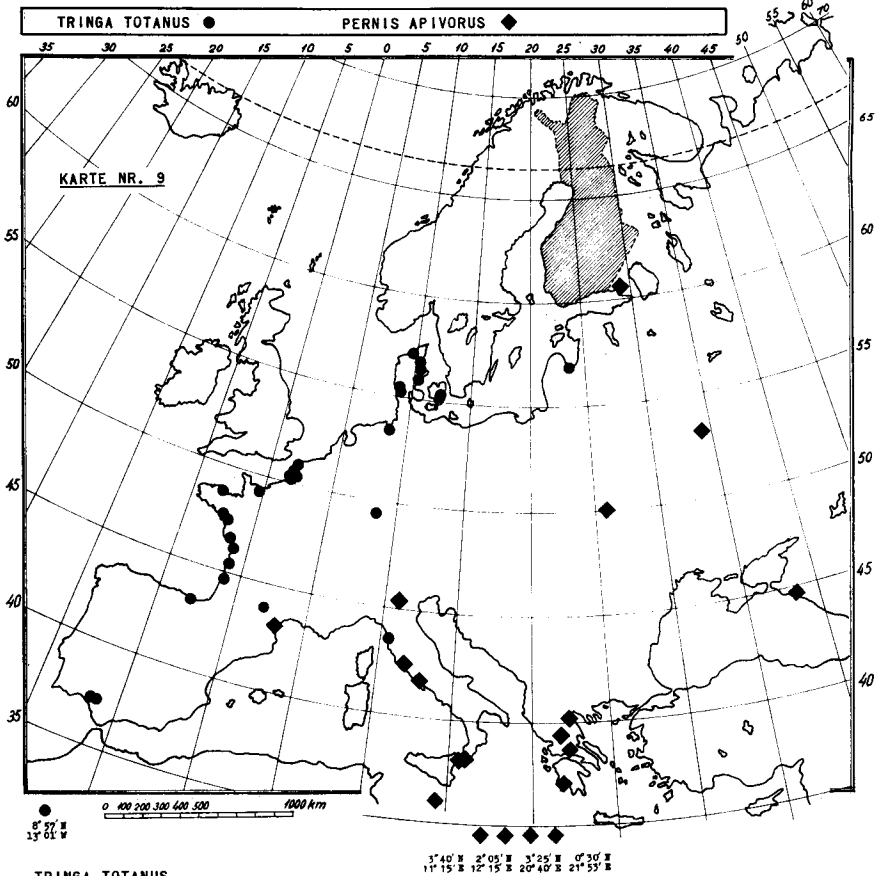 TRINGA TOTANUS ● PERNIS APIVORUS ◆
35 30 25 20 15 10 5 0 5 10 15 20 25 30 35 40 45 50 55 60 70
60
55
50
45
40
35
65
60
55
50
45
40
KARTE NR. 9
0 100 200 300 400 500 1000 km
8° 57' N
13° 01' W
3° 40' N 2° 05' N 3° 25' N 0° 30' N
11° 15' E 12° 15' E 20° 40' E 21° 53' E
TRINGA TOTANUS